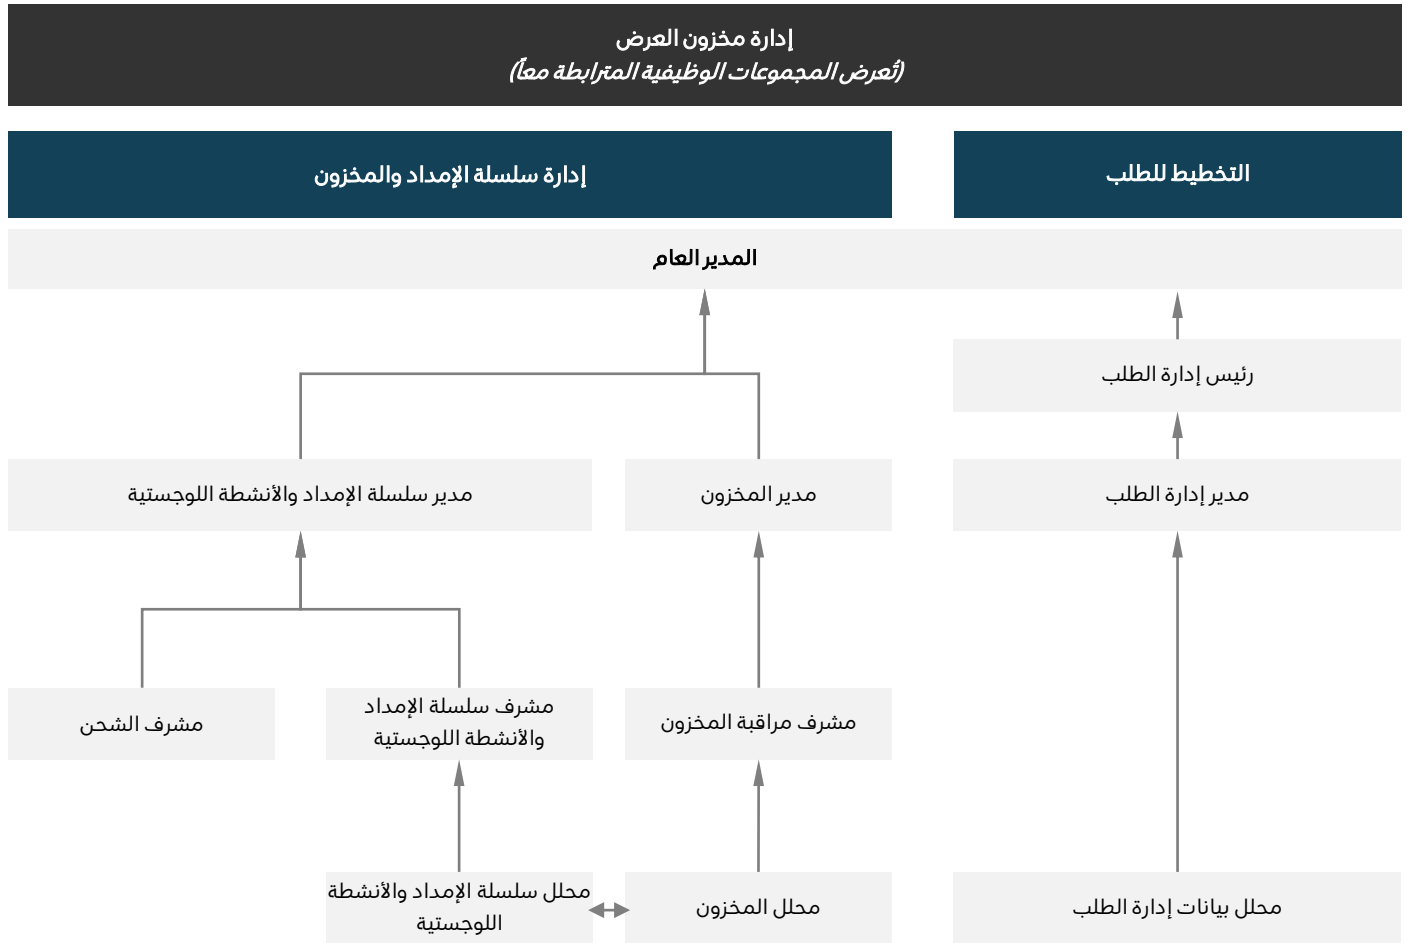 إدارة مخزون العرض
(تُعرض المجموعات الوظيفية المترابطة معاً)
التخطيط للطلب
إدارة سلسلة الإمداد والمخزون
المدير العام
رئيس إدارة الطلب
مدير إدارة الطلب
مدير المخزون
مدير سلسلة الإمداد والأنشطة اللوجستية
مشرف مراقبة المخزون
مشرف سلسلة الإمداد
والأنشطة اللوجستية
مشرف الشحن
محلل بيانات إدارة الطلب
محلل المخزون
محلل سلسلة الإمداد والأنشطة
اللوجستية